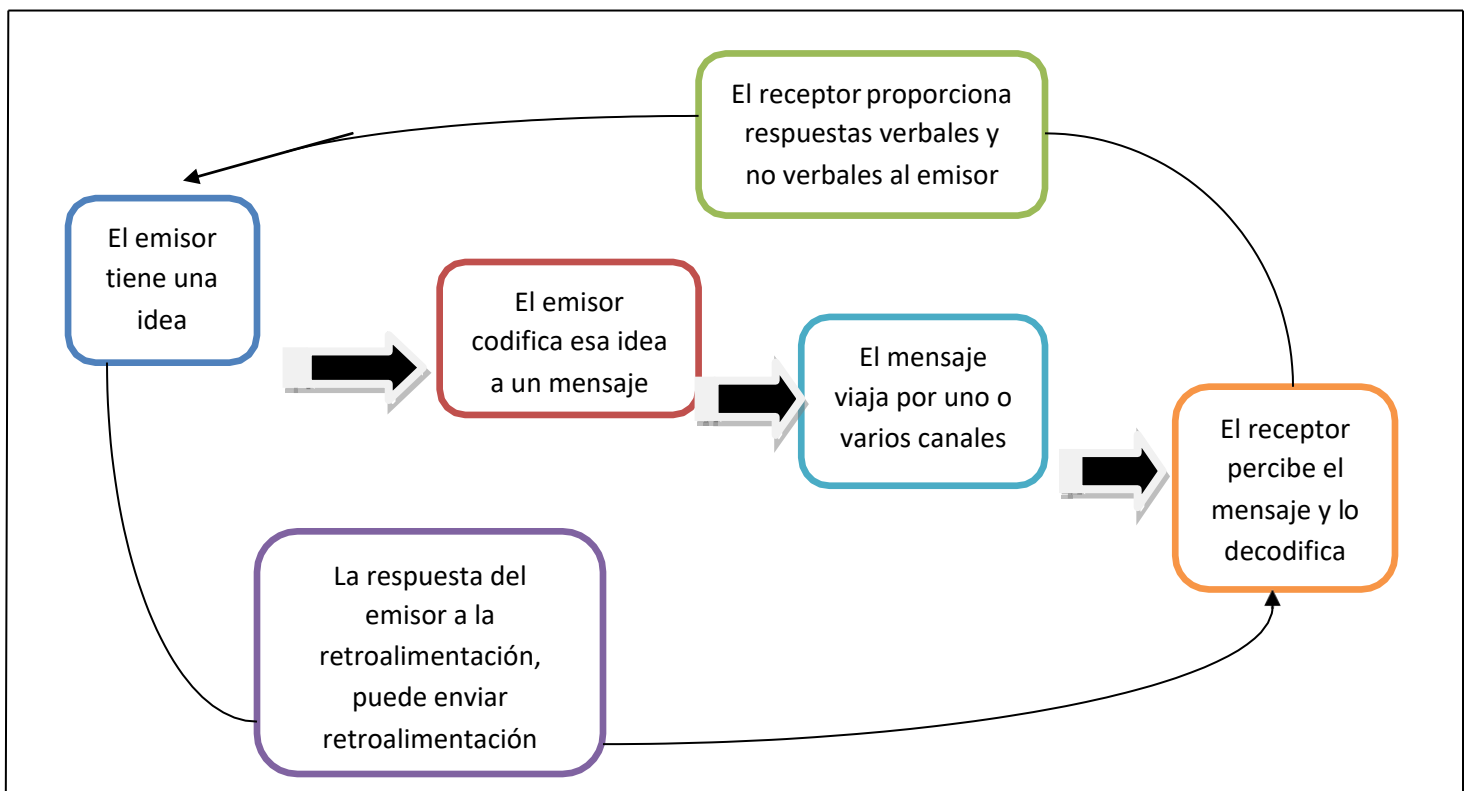 El receptor proporciona
respuestas verbales y
no verbales al emisor
El emisor
tiene una
idea
El emisor
codifica esa idea
a un mensaje
El mensaje
viaja por uno o
varios canales
El receptor
percibe el
mensaje y lo
decodifica
La respuesta del
emisor a la
retroalimentación,
puede enviar
retroalimentación